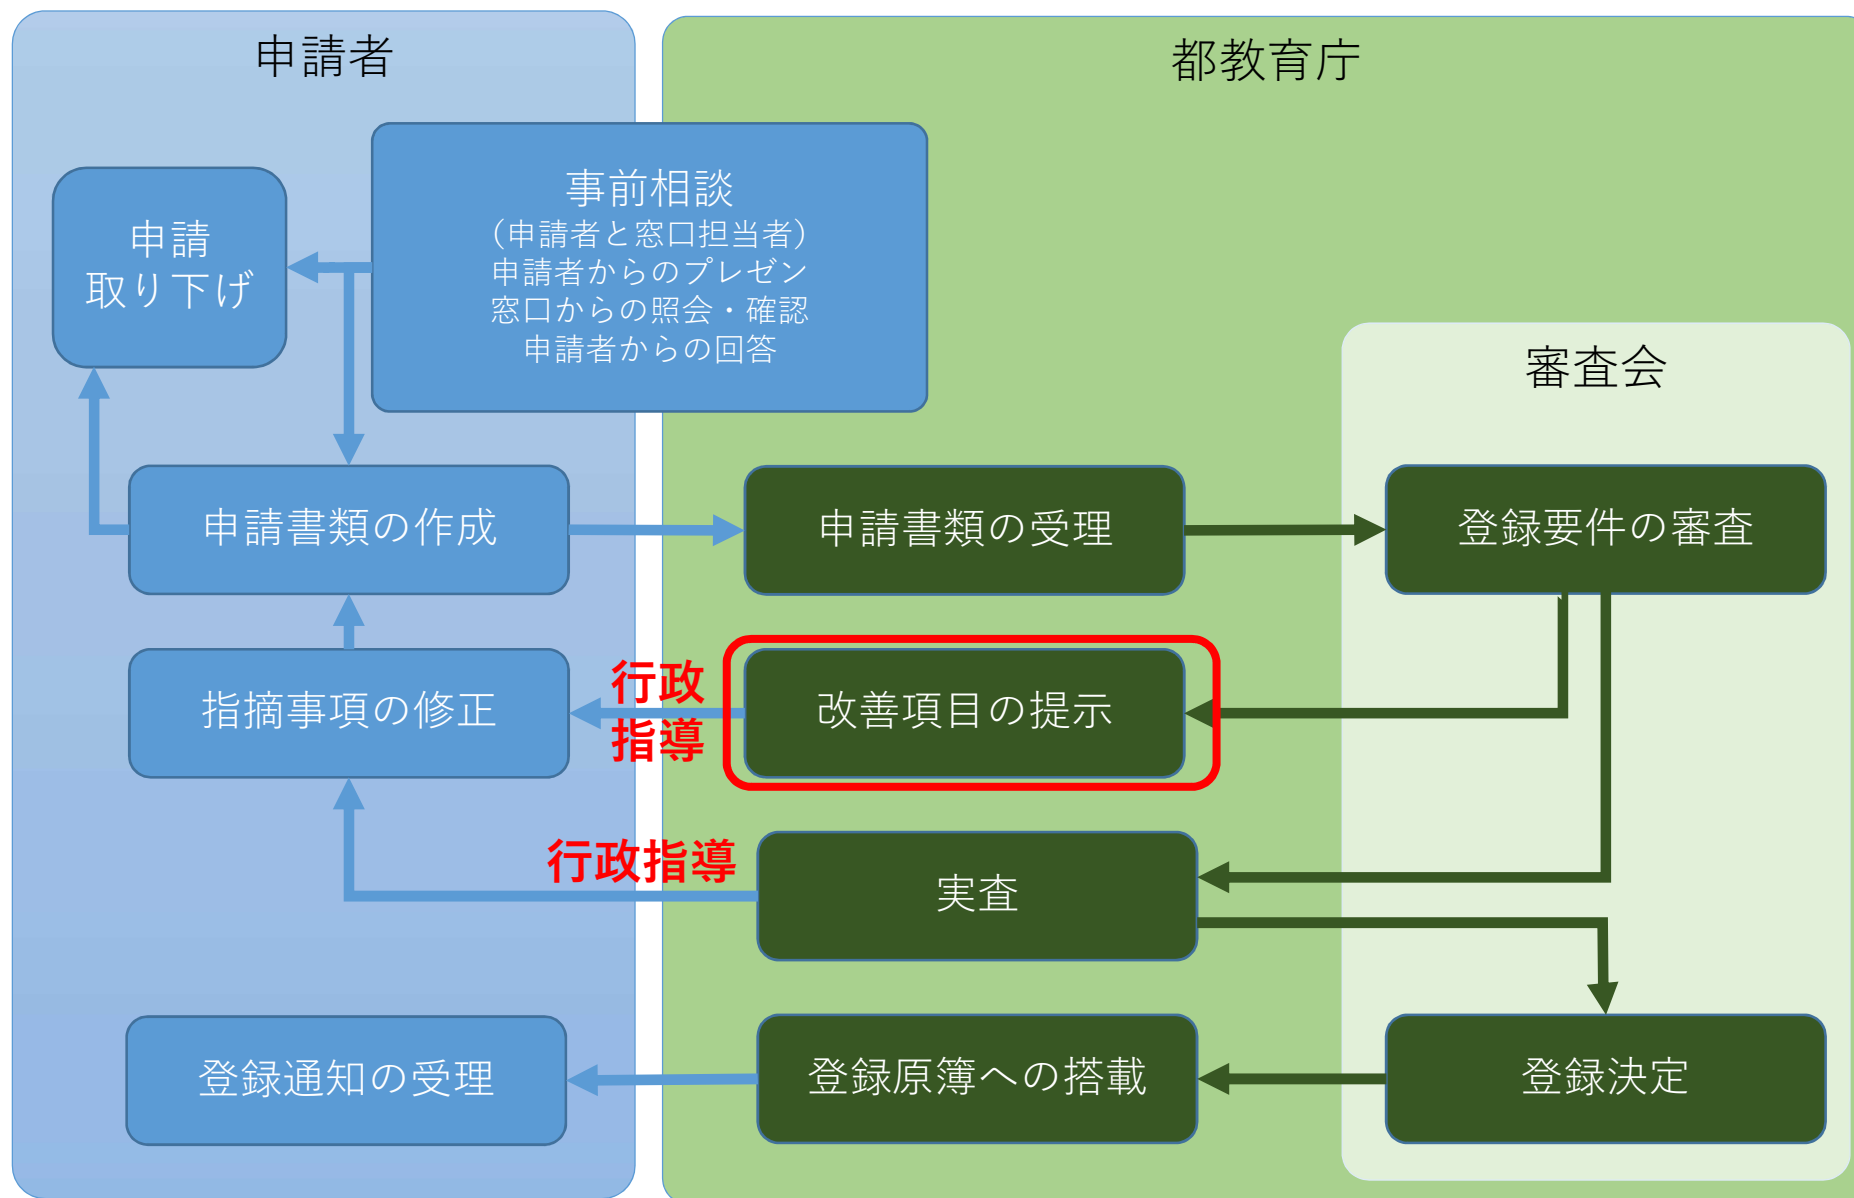 申請者
都教育庁
事前相談
（申請者と窓口担当者）
申請者からのプレゼン
窓口からの照会・確認
申請者からの回答
申請
取り下げ
審査会
申請書類の作成
申請書類の受理
登録要件の審査
指摘事項の修正
行政
指導
改善項目の提示
行政指導
実査
登録通知の受理
登録原簿への搭載
登録決定